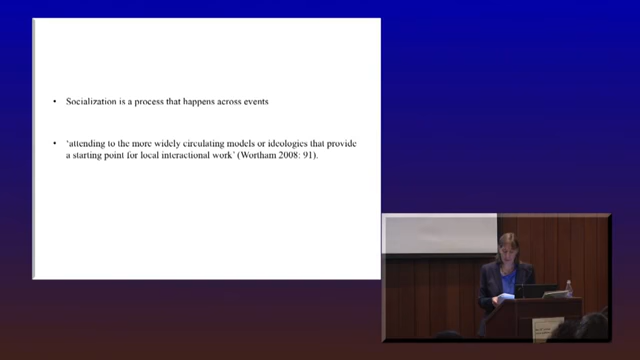 • Socialization is a process that happens across events
• 'attending to the more widely circulating models or ideologies that provide
a starting point for local interactional work' (Wortham 2008: 91).